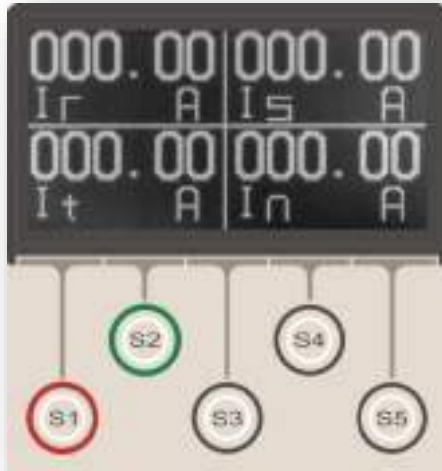 000.00 000.00
Ir A Is A
000.00 000.00
It A In A
S2 S4
S1 S3 S5